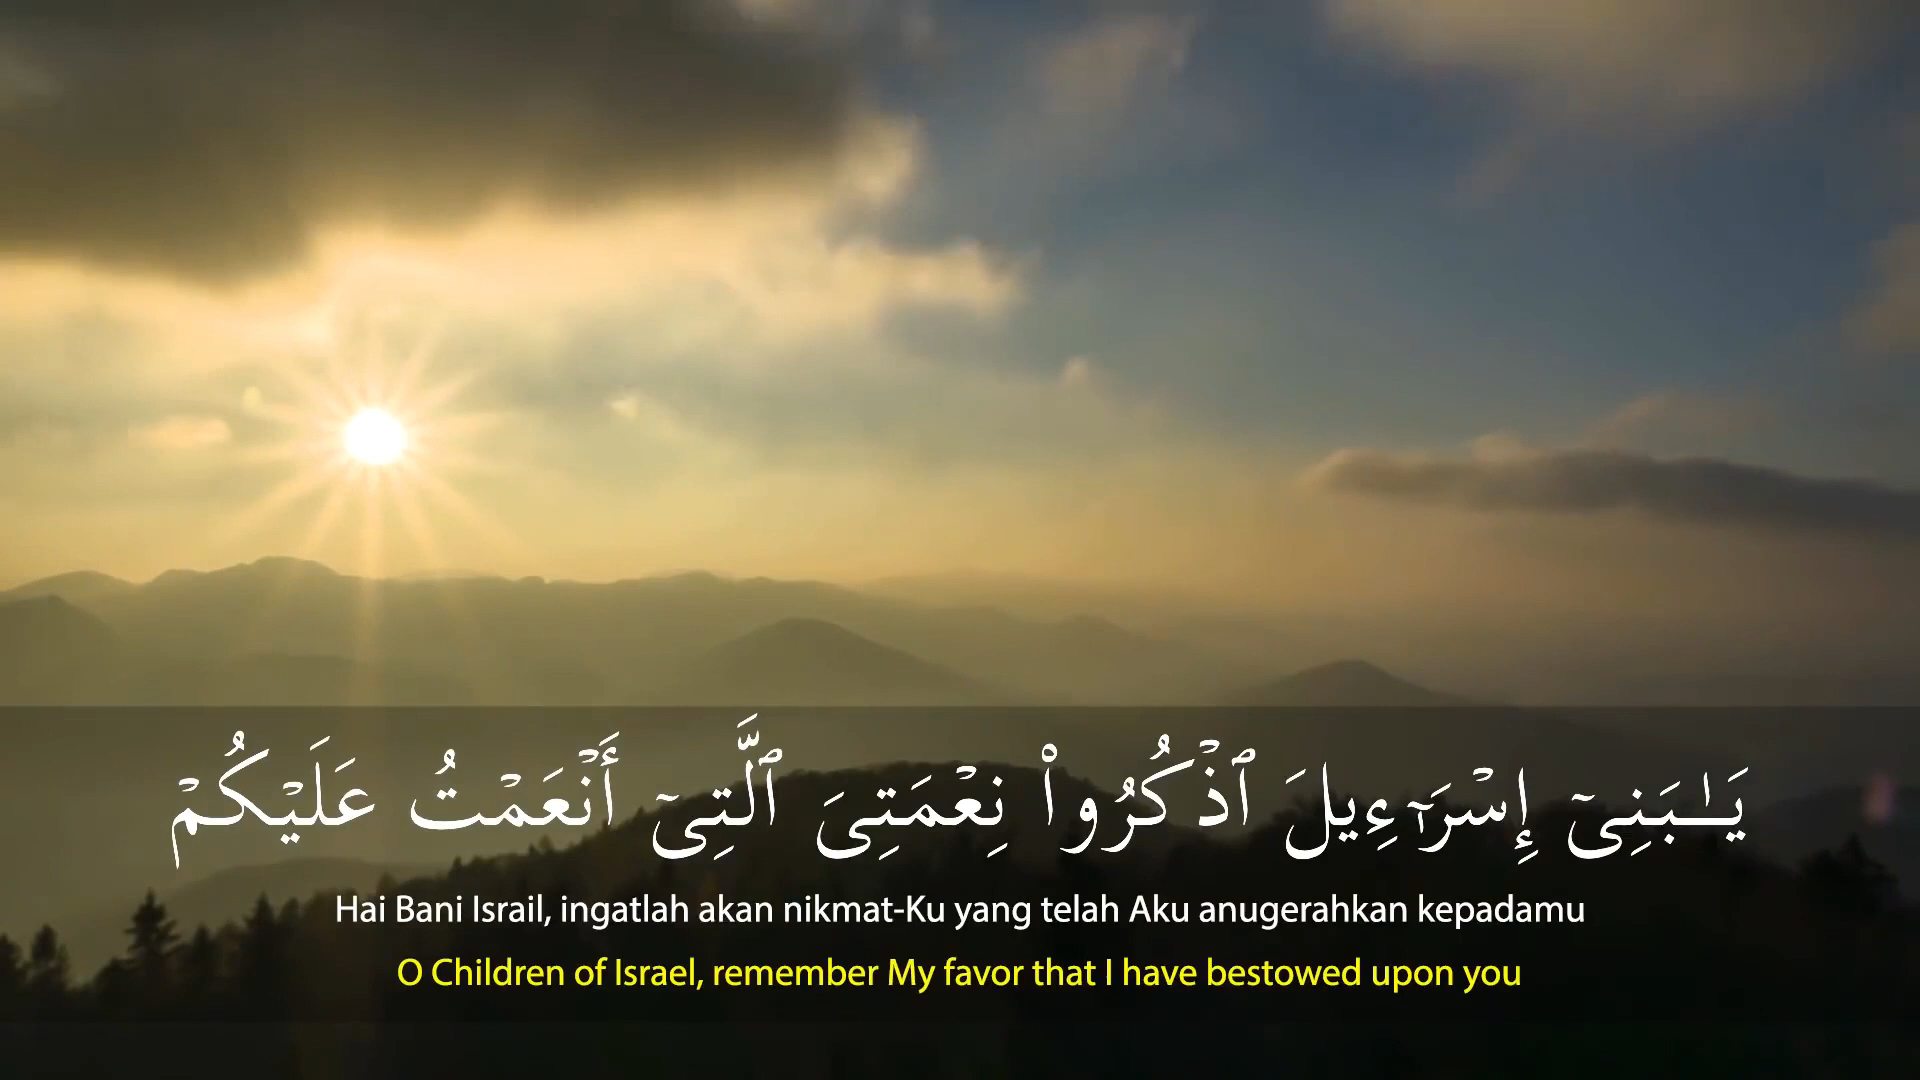 يَـٰبَنِىٓ إِسْرَٰٓءِيلَ ٱذْكُرُوا۟ نِعْمَتِىَ ٱلَّتِىٓ أَنْعَمْتُ عَلَيْكُمْ
Hai Bani Israil, ingatlah akan nikmat-Ku yang telah Aku anugerahkan kepadamu
O Children of Israel, remember My favor that I have bestowed upon you